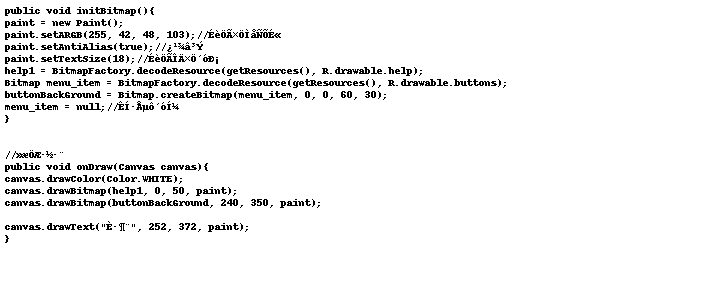 public void initBitmap(){
paint = new Paint();
paint.setARGB(255, 42, 48, 103);//ÉèÖÃ×ÖÌåÑÕÉ«
paint.setAntiAlias(true);//¿¹¾â³Ý
paint.setTextSize(18);//ÉèÖÃÎÄ×Ö´óÐ¡
help1 = BitmapFactory.decodeResource(getResources(), R.drawable.help);
Bitmap menu_item = BitmapFactory.decodeResource(getResources(), R.drawable.buttons);
buttonBackGround = Bitmap.createBitmap(menu_item, 0, 0, 60, 30);
menu_item = null;//ÊÍ·Åµô´óÍ¼
}
//»æÖÆ·½·¨
public void onDraw(Canvas canvas){
canvas.drawColor(Color.WHITE);
canvas.drawBitmap(help1, 0, 50, paint);
canvas.drawBitmap(buttonBackGround, 240, 350, paint);
canvas.drawText("È·¶¨", 252, 372, paint);
}